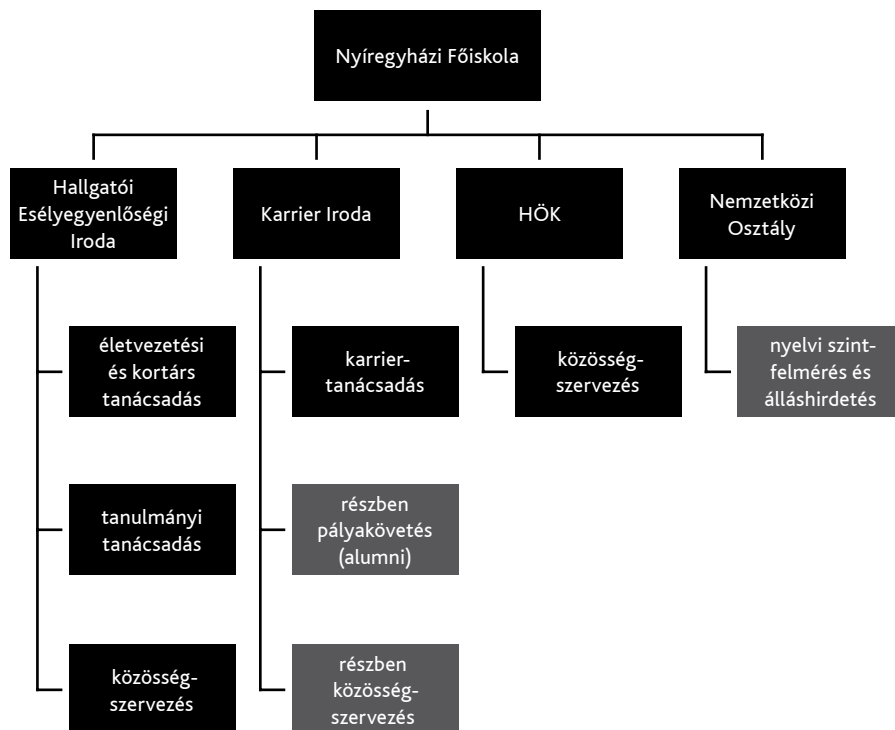 Nyíregyházi Főiskola
Hallgatói
Esélyegyenlőségi
Iroda
Karrier Iroda
HÖK
Nemzetközi
Osztály
életvezetési
és kortárs
tanácsadás
karrier-
tanácsadás
közösség-
szervezés
nyelvi szint-
felmérés és
álláshirdetés
tanulmányi
tanácsadás
részben
pályakövetés
(alumni)
közösség-
szervezés
részben
közösség-
szervezés